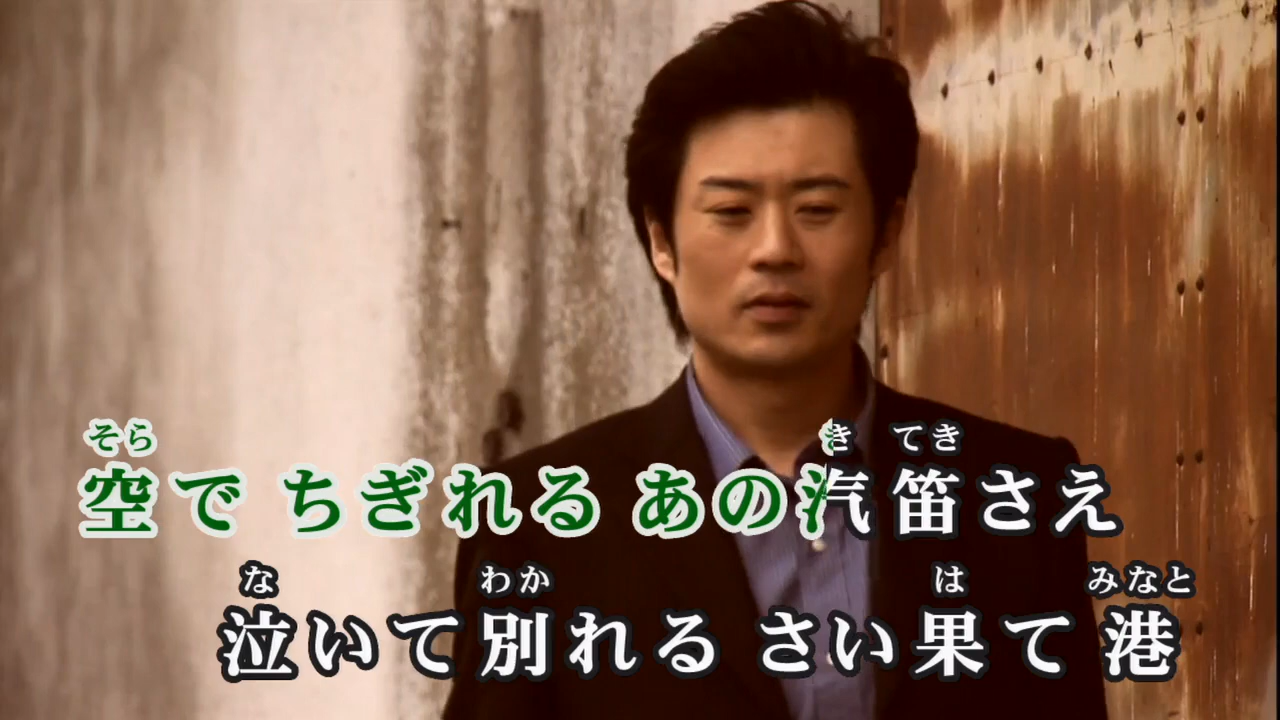 そら き てき
空で ちぎれる あの汽笛さえ
な わか は みなと
泣いて別れる さい果て港